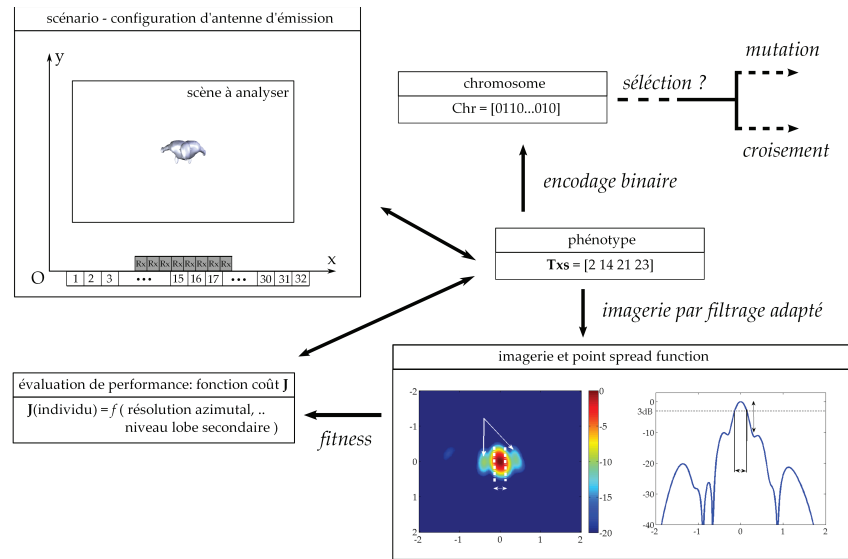 scénario - configuration d'antenne d'émission
y
scène à analyser
Rx Rx Rx Rx Rx Rx Rx Rx
O
x
1 2 3 ••• 15 16 17 ••• 30 31 32
chromosome
Chr = [0110...010]
séléction ?
mutation
croisement
encodage binaire
phénotype
Txs = [2 14 21 23]
imagerie par filtrage adapté
évaluation de performance: fonction coût J
J(individu) = f ( résolution azimutal, ..
niveau lobe secondaire )
fitness
imagerie et point spread function
-2
-1
0
1
2
-2 -1 0 1 2
0
-5
-10
-15
-20
0
3dB
-10
-20
-30
-40
-2 -1 0 1 2